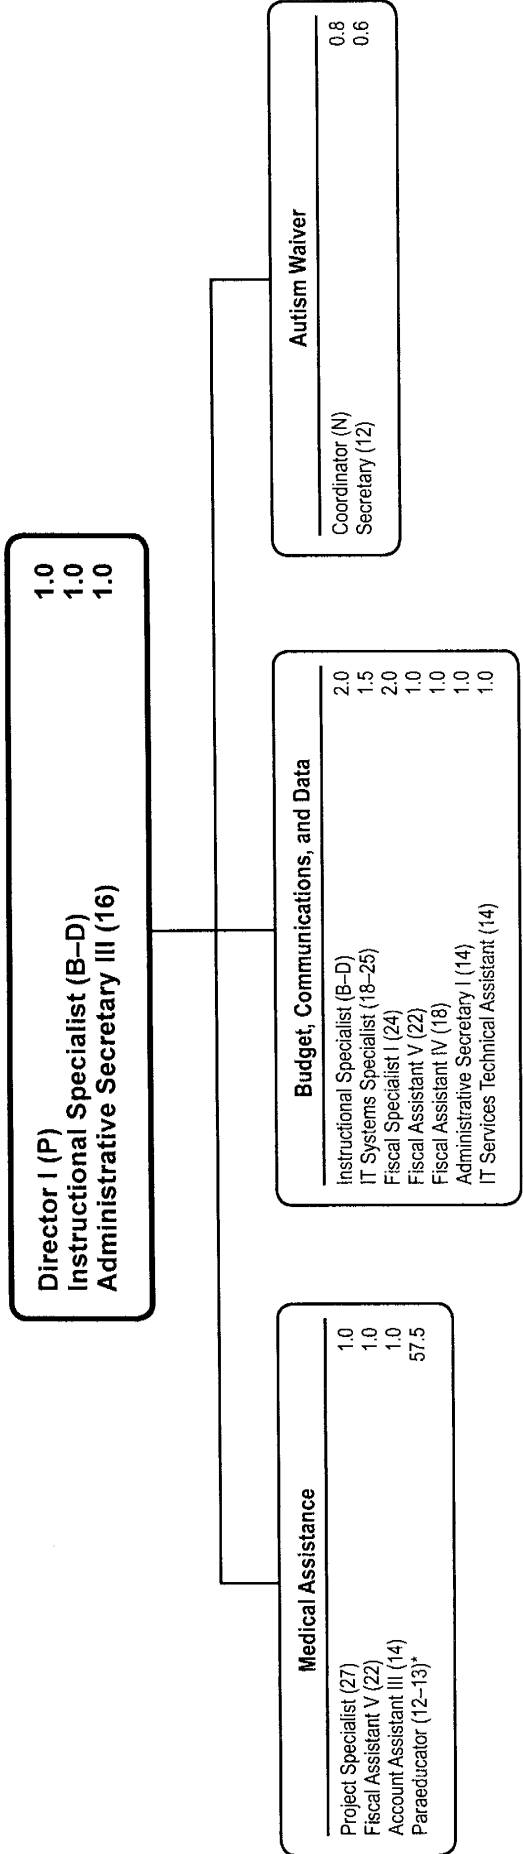 Director I (P) 1.0
Instructional Specialist (B–D) 1.0
Administrative Secretary III (16) 1.0
Medical Assistance
Project Specialist (27) 1.0
Fiscal Assistant V (22) 1.0
Account Assistant III (14) 1.0
Paraeducator (12–13)* 57.5
Budget, Communications, and Data
Instructional Specialist (B–D) 2.0
IT Systems Specialist (18–25) 1.5
Fiscal Specialist I (24) 2.0
Fiscal Assistant V (22) 1.0
Fiscal Assistant IV (18) 1.0
Administrative Secretary I (14) 1.0
IT Services Technical Assistant (14) 1.0
Autism Waiver
Coordinator (N) 0.8
Secretary (12) 0.6